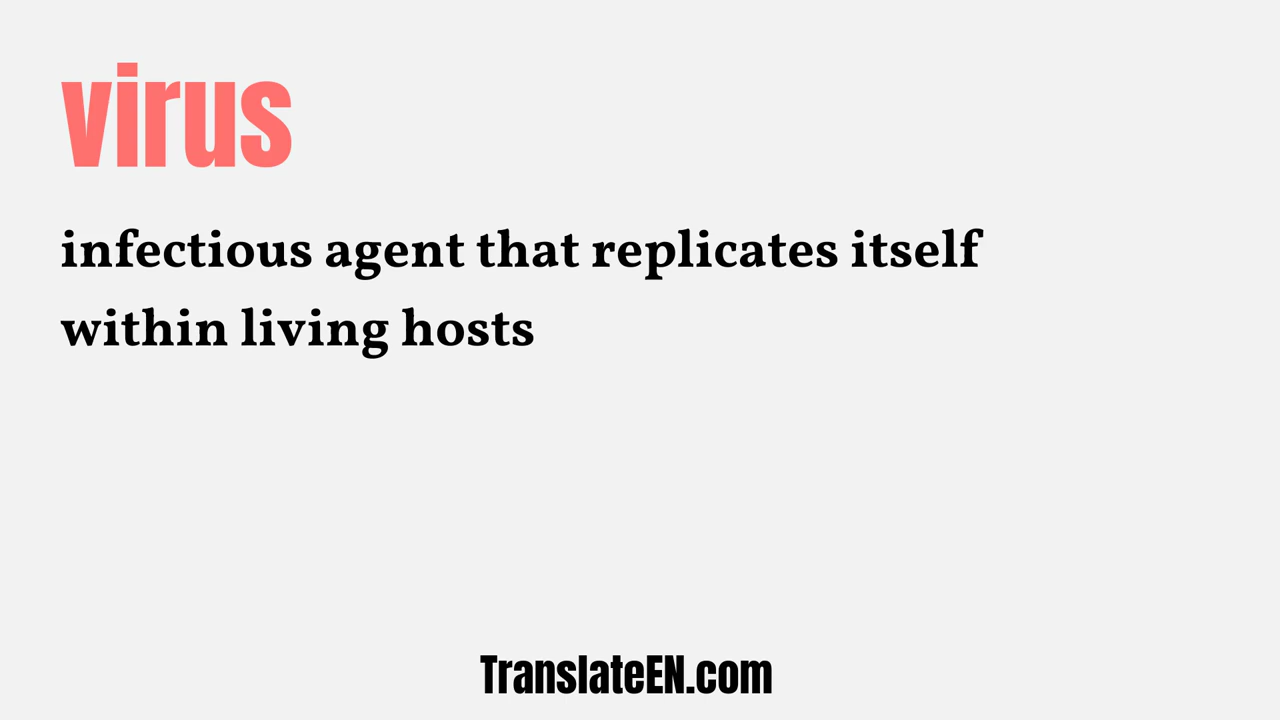 virus
infectious agent that replicates itself
within living hosts
TranslateEN.com